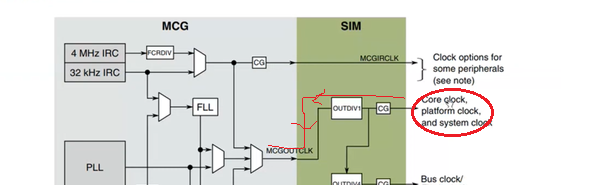 MCG
SIM
4 MHz IRC
FCRDIV
32 kHz IRC
CG
MCGIRCLK
Clock options for
some peripherals
(see note)
FLL
OUTDIV1
CG
Core clock,
platform clock,
and system clock
MCGOUTCLK
PLL
OUTDIV4
CG
Bus clock/